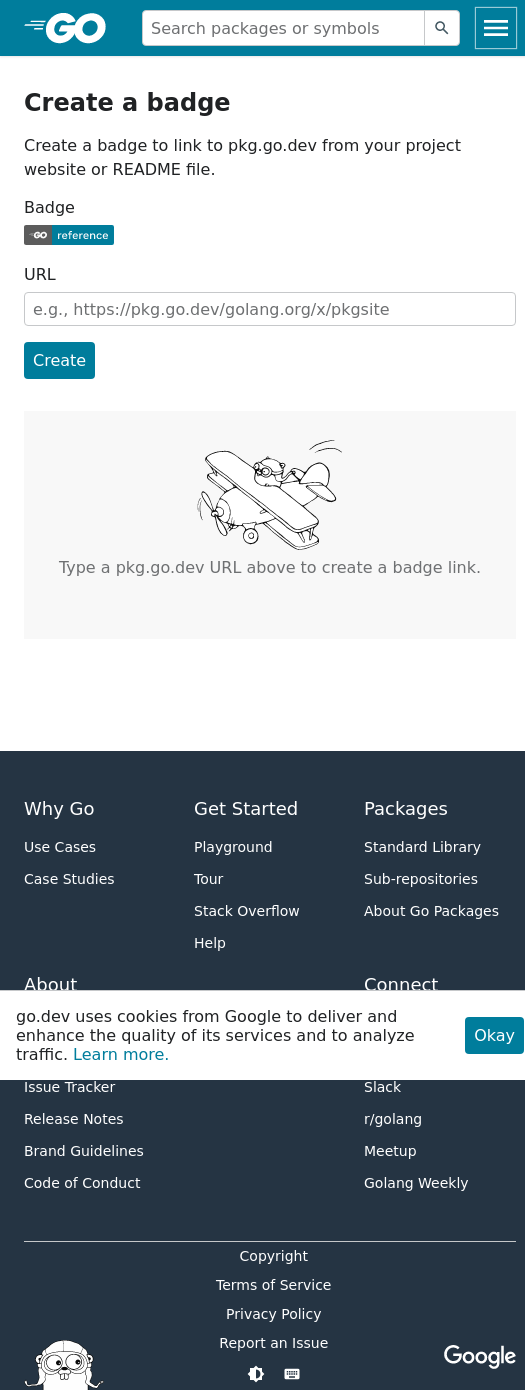 GO
Search packages or symbols
Create a badge
Create a badge to link to pkg.go.dev from your project
website or README file.
Badge
GO reference
URL
e.g., https://pkg.go.dev/golang.org/x/pkgsite
Create
Type a pkg.go.dev URL above to create a badge link.
Why Go
Use Cases
Case Studies
Get Started
Playground
Tour
Stack Overflow
Help
Packages
Standard Library
Sub-repositories
About Go Packages
About
Connect
go.dev uses cookies from Google to deliver and
enhance the quality of its services and to analyze
traffic. Learn more.
Okay
Issue Tracker
Release Notes
Brand Guidelines
Code of Conduct
Slack
r/golang
Meetup
Golang Weekly
Copyright
Terms of Service
Privacy Policy
Report an Issue
Google